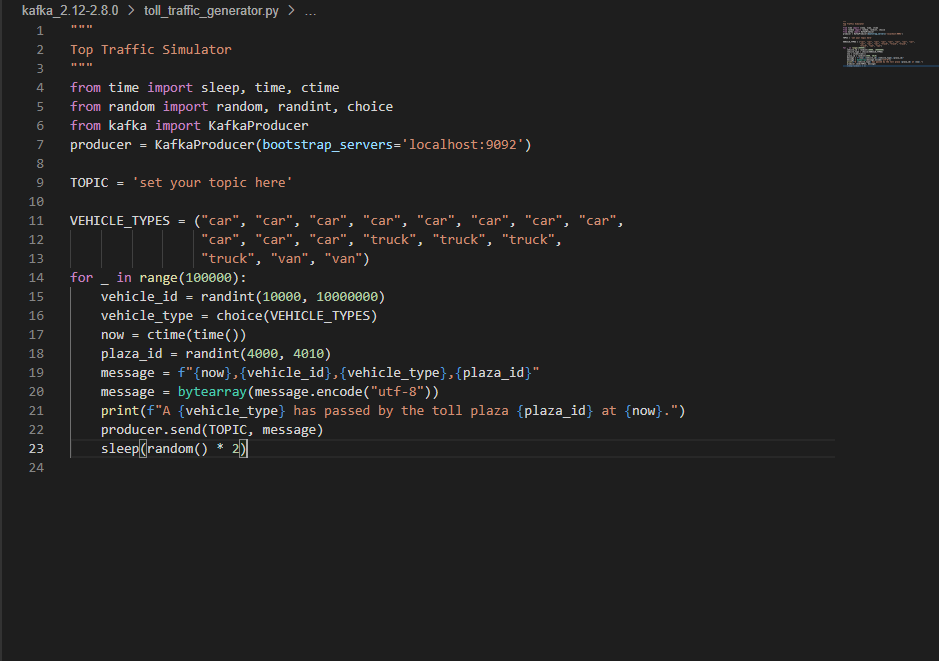 kafka_2.12-2.8.0 > toll_traffic_generator.py > ...
1 """
2 Top Traffic Simulator
3 """
4 from time import sleep, time, ctime
5 from random import random, randint, choice
6 from kafka import KafkaProducer
7 producer = KafkaProducer(bootstrap_servers='localhost:9092')
8
9 TOPIC = 'set your topic here'
10
11 VEHICLE_TYPES = ("car", "car", "car", "car", "car", "car", "car", "car",
12                  "car", "car", "car", "truck", "truck", "truck",
13                  "truck", "van", "van")
14 for _ in range(100000):
15     vehicle_id = randint(10000, 10000000)
16     vehicle_type = choice(VEHICLE_TYPES)
17     now = ctime(time())
18     plaza_id = randint(4000, 4010)
19     message = f"{now},{vehicle_id},{vehicle_type},{plaza_id}"
20     message = bytearray(message.encode("utf-8"))
21     print(f"A {vehicle_type} has passed by the toll plaza {plaza_id} at {now}.")
22     producer.send(TOPIC, message)
23     sleep(random() * 2)
24